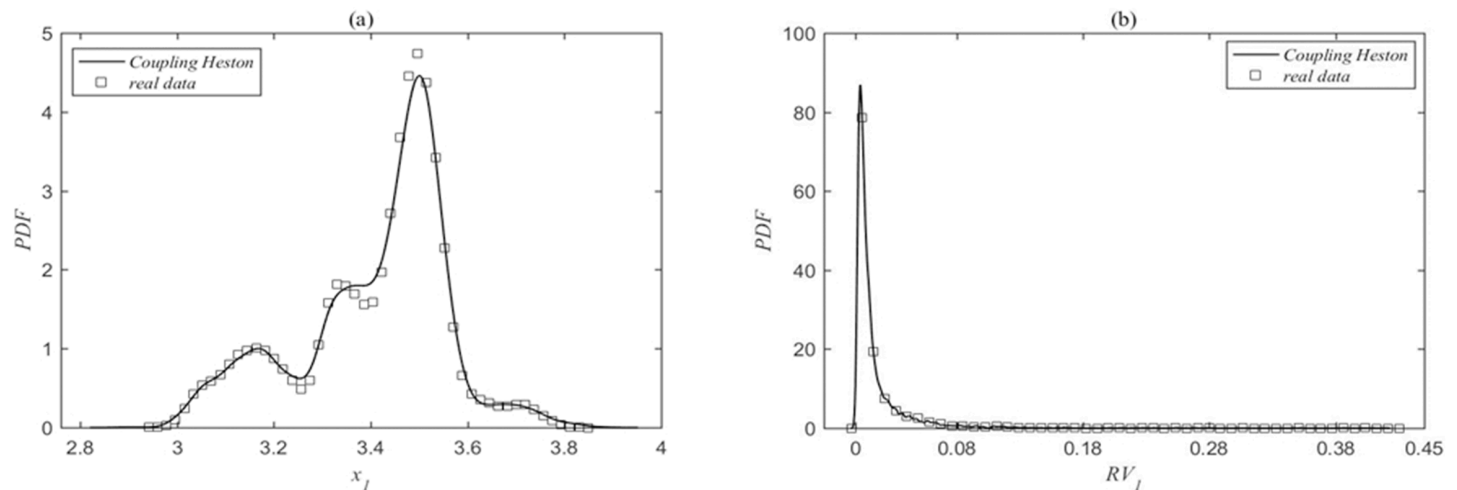 (a)
5
4
3
2
1
0
PDF
Coupling Heston
real data
2.8 3 3.2 3.4 3.6 3.8 4
x1
(b)
100
80
60
40
20
0
PDF
Coupling Heston
real data
0 0.08 0.18 0.28 0.38 0.45
RV1